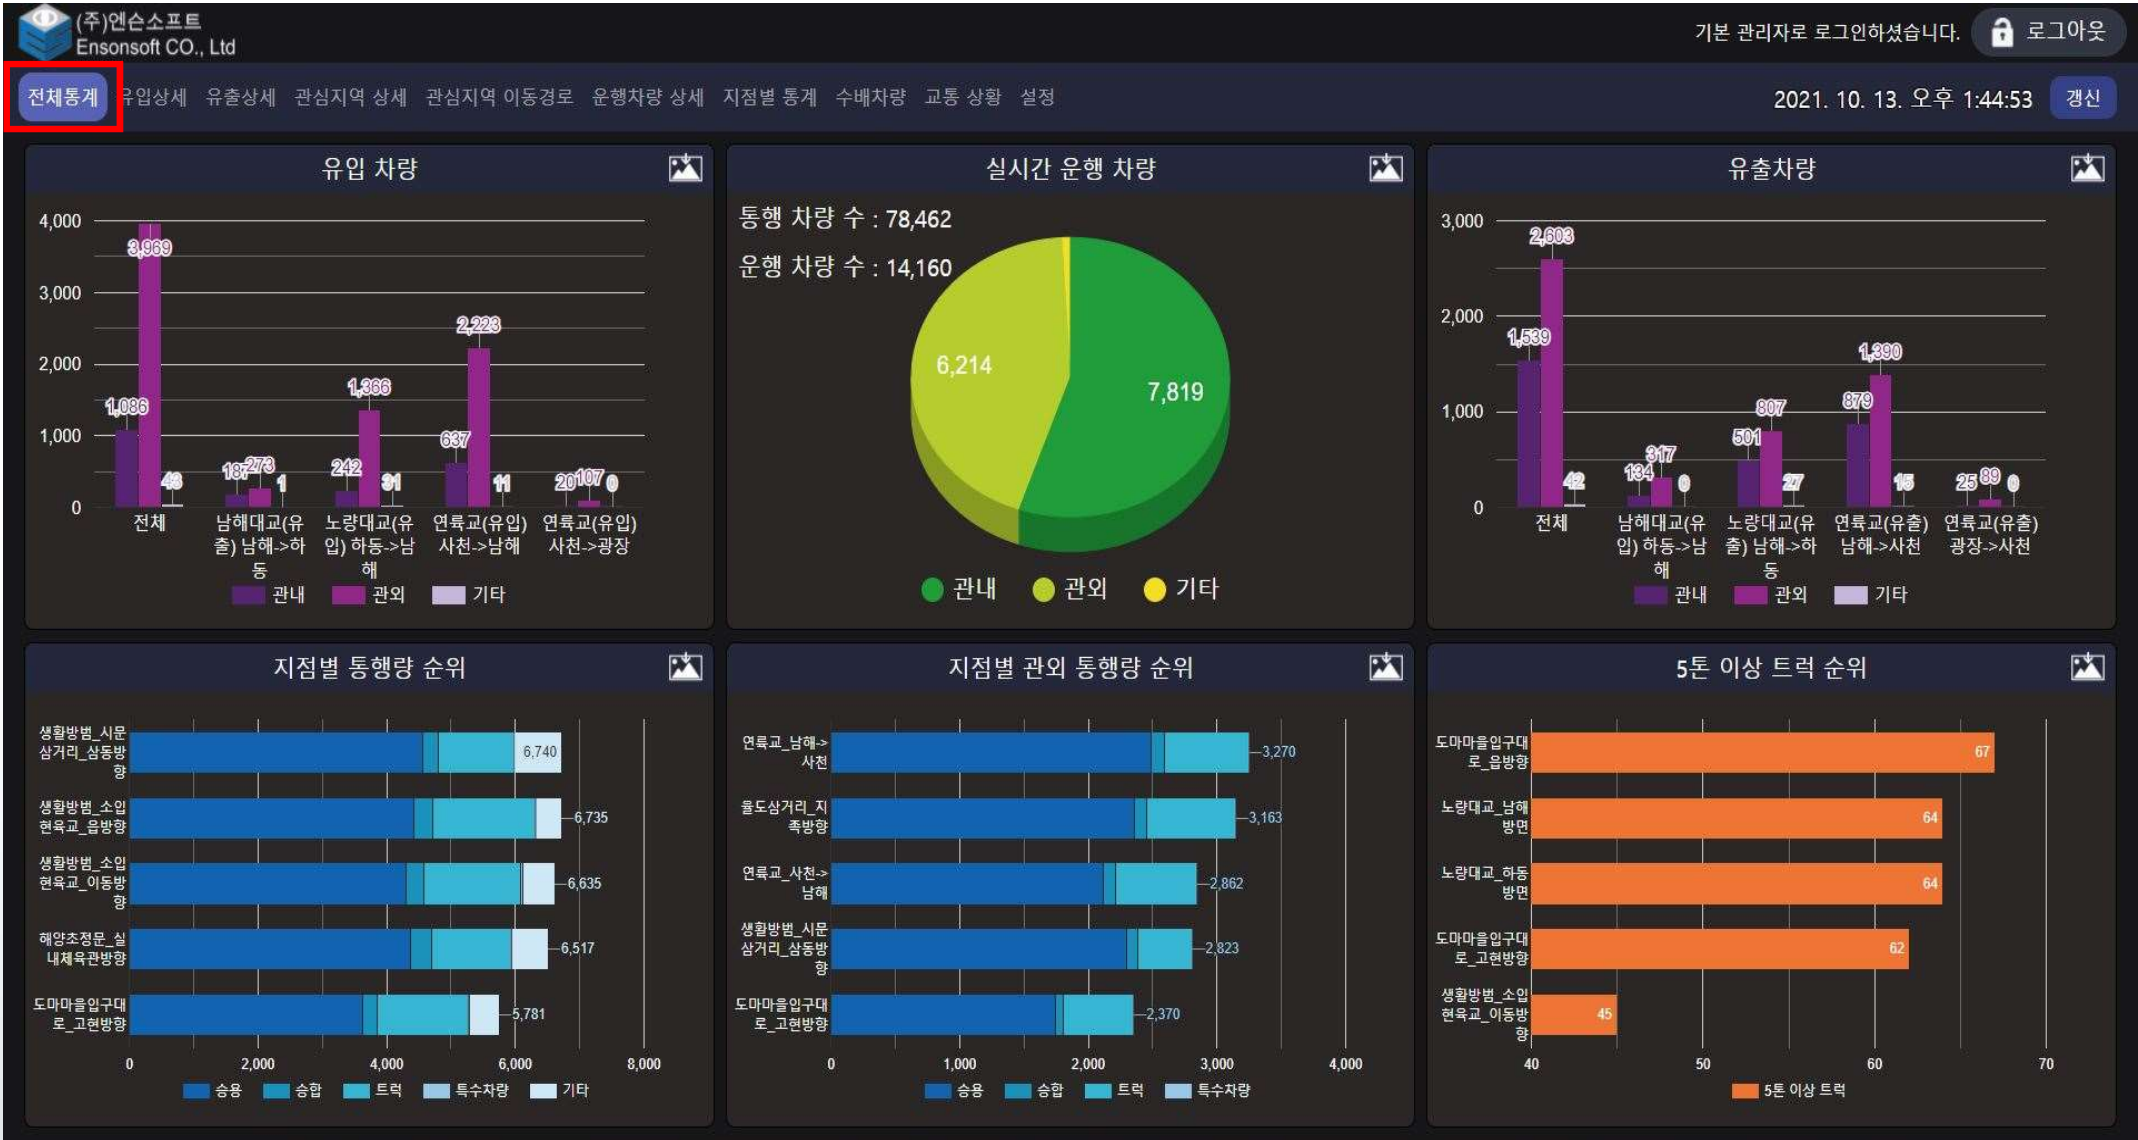 (주)엔슨소프트
Ensonsoft CO., Ltd
기본 관리자로 로그인하셨습니다.
로그아웃
전체통계 유입상세 유출상세 관심지역 상세 관심지역 이동경로 운행차량 상세 지점별 통계 수배차량 교통 상황 설정
2021. 10. 13. 오후 1:44:53 갱신
유입 차량
4,000
3,000
2,000
1,000
0
3,969
1,086
43
187
273
1
242
1,366
31
637
2,223
11
20
107
0
전체
남해대교(유
출) 남해->하
동
노량대교(유
입) 하동->남
해
연륙교(유입)
사천->남해
연륙교(유입)
사천->광장
관내 관외 기타
실시간 운행 차량
통행 차량 수 : 78,462
운행 차량 수 : 14,160
6,214
7,819
관내 관외 기타
유출차량
3,000
2,000
1,000
0
2,603
1,539
42
134
317
0
501
807
27
879
1,390
15
25
89
0
전체
남해대교(유
입) 하동->남
해
노량대교(유
출) 남해->하
동
연륙교(유출)
남해->사천
연륙교(유출)
광장->사천
관내 관외 기타
지점별 통행량 순위
생활방범_시문
삼거리_삼동방
향
6,740
생활방범_소입
현육교_읍방향
6,735
생활방범_소입
현육교_이동방
향
6,635
해양초정문_실
내체육관방향
6,517
도마마을입구대
로_고현방향
5,781
0 2,000 4,000 6,000 8,000
승용 승합 트럭 특수차량 기타
지점별 관외 통행량 순위
연륙교_남해->
사천
3,270
율도삼거리_지
족방향
3,163
연륙교_사천->
남해
2,862
생활방범_시문
삼거리_삼동방
향
2,823
도마마을입구대
로_고현방향
2,370
0 1,000 2,000 3,000 4,000
승용 승합 트럭 특수차량
5톤 이상 트럭 순위
도마마을입구대
로_읍방향
67
노량대교_남해
방면
64
노량대교_하동
방면
64
도마마을입구대
로_고현방향
62
생활방범_소입
현육교_이동방
향
45
40 50 60 70
5톤 이상 트럭